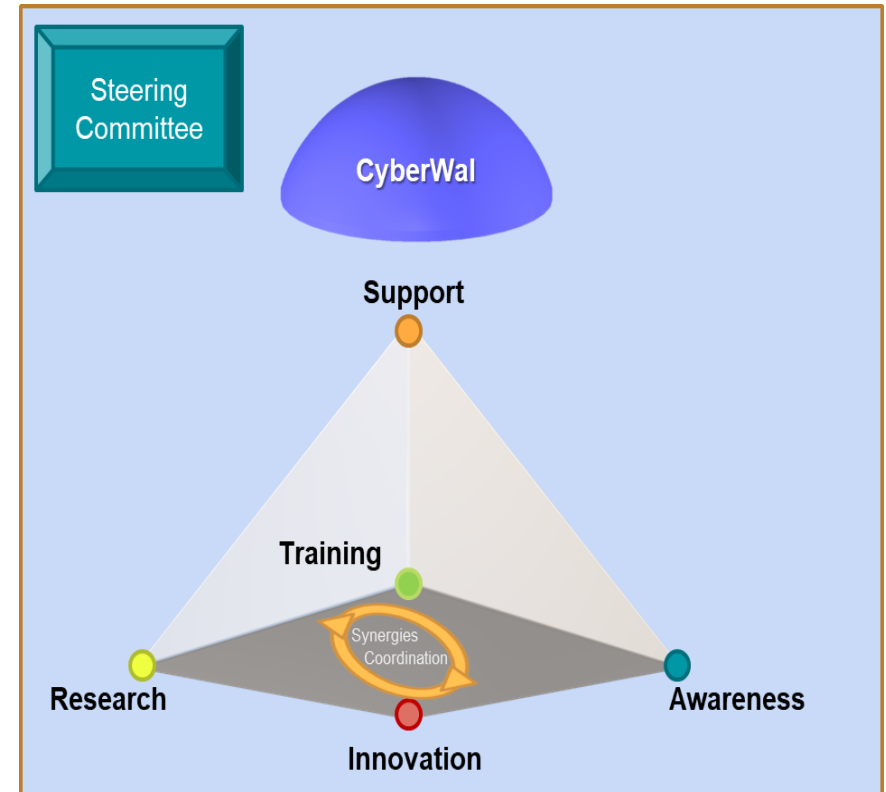 Steering
Committee
CyberWal
Support
Training
Synergies
Coordination
Research
Awareness
Innovation